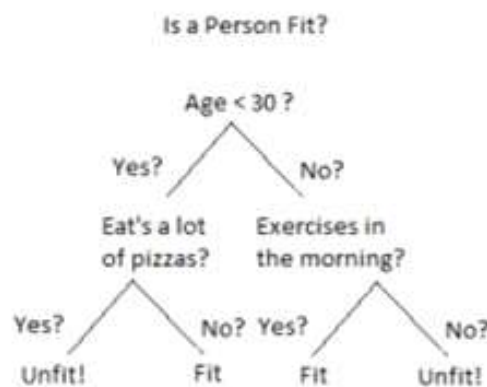 Is a Person Fit?
Age < 30 ?
Yes?
No?
Eat's a lot
of pizzas?
Exercises in
the morning?
Yes?
No?
Yes?
No?
Unfit!
Fit
Fit
Unfit!